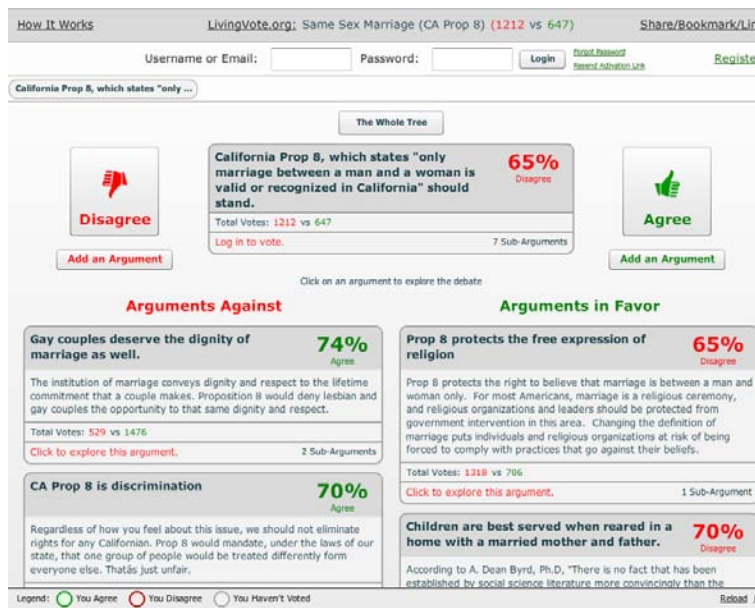 How It Works LivingVote.org: Same Sex Marriage (CA Prop 8) (1212 vs 647) Share/Bookmark/Lin
Username or Email: Password: Login Forgot Password
Resend Activation Link
Registe
California Prop 8, which states "only ...
The Whole Tree
Disagree
Add an Argument
California Prop 8, which states "only
marriage between a man and a woman is
valid or recognized in California" should
stand.
65%
Disagree
Total Votes: 1212 vs 647
Log in to vote. 7 Sub-Arguments
Agree
Add an Argument
Click on an argument to explore the debate
Arguments Against
Gay couples deserve the dignity of
marriage as well.
74%
Agree
The institution of marriage conveys dignity and respect to the lifetime
commitment that a couple makes. Proposition 8 would deny lesbian and
gay couples the opportunity to that same dignity and respect.
Total Votes: 529 vs 1476
Click to explore this argument. 2 Sub-Arguments
CA Prop 8 is discrimination
70%
Agree
Regardless of how you feel about this issue, we should not eliminate
rights for any Californian. Prop 8 would mandate, under the laws of our
state, that one group of people would be treated differently form
everyone else. Thatâs just unfair.
Arguments in Favor
Prop 8 protects the free expression of
religion
65%
Disagree
Prop 8 protects the right to believe that marriage is between a man and
woman only. For most Americans, marriage is a religious ceremony,
and religious organizations and leaders should be protected from
government intervention in this area. Changing the definition of
marriage puts individuals and religious organizations at risk of being
forced to comply with practices that go against their beliefs.
Total Votes: 1318 vs 706
Click to explore this argument. 1 Sub-Argument
Children are best served when reared in a
home with a married mother and father.
70%
Disagree
According to A. Dean Byrd, Ph.D, "There is no fact that has been
established by social science literature more convincingly than the
Legend: You Agree You Disagree You Haven't Voted Reload